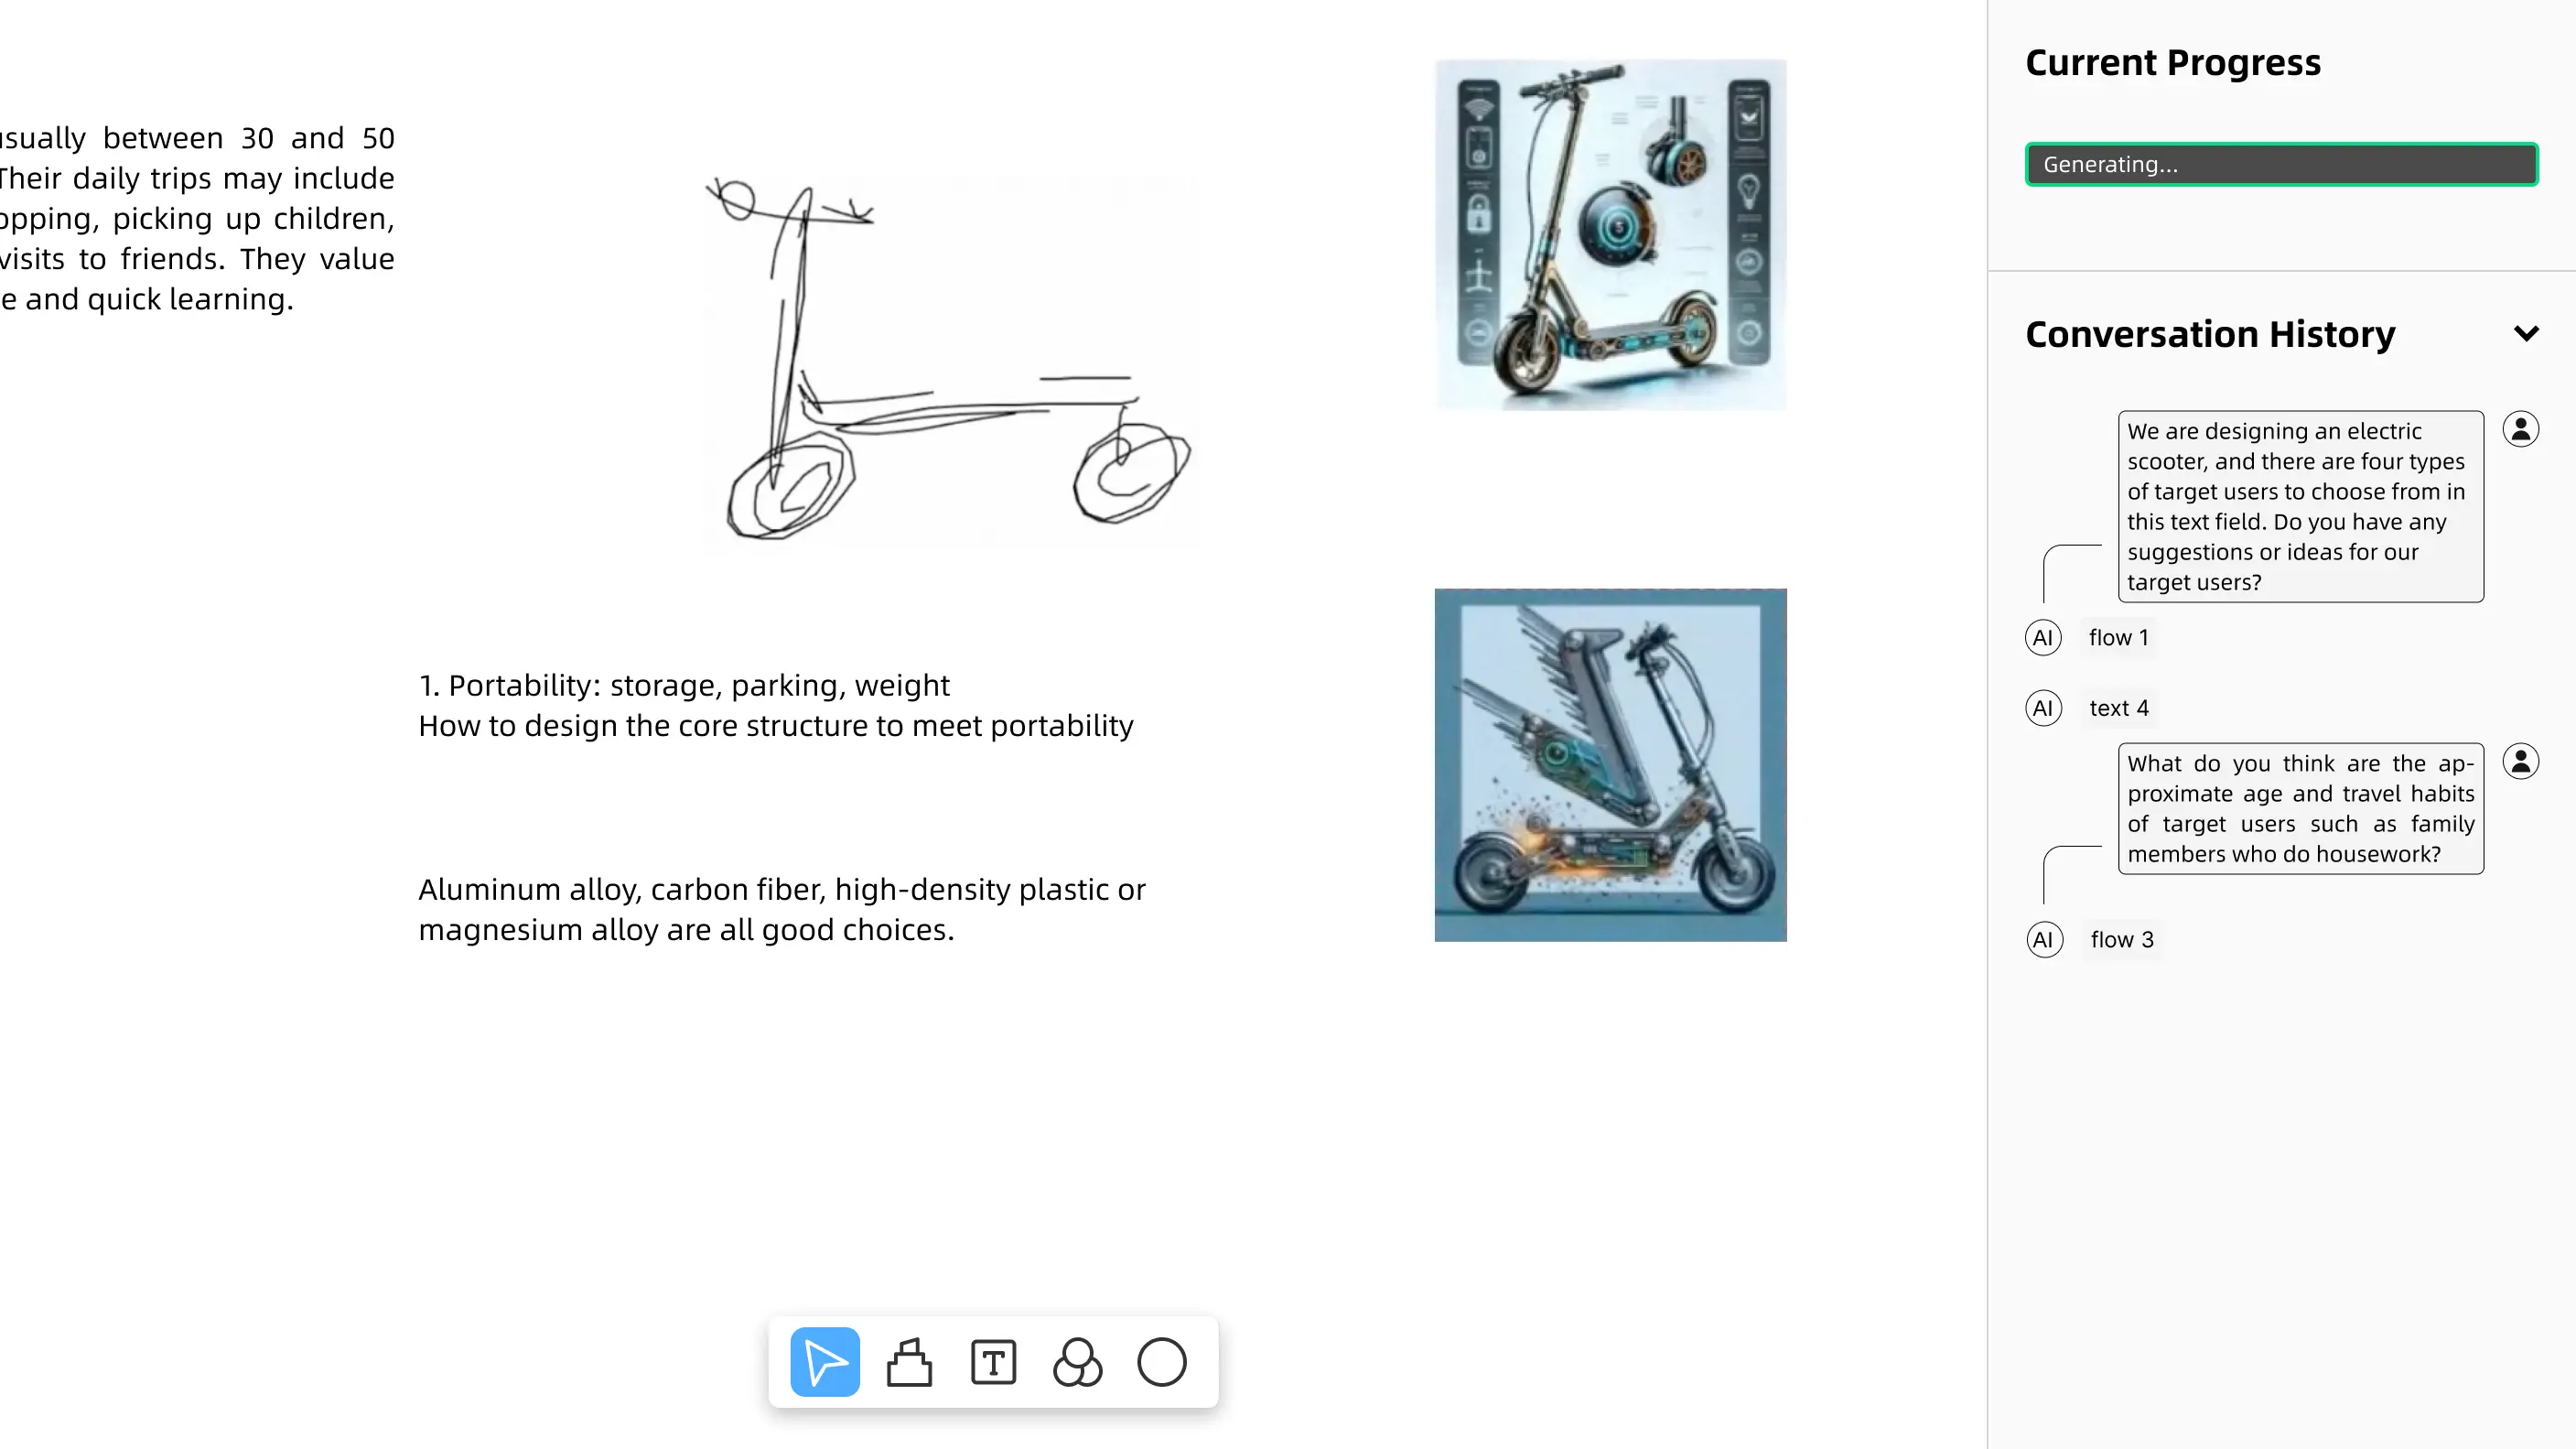 usually between 30 and 50
Their daily trips may include
opping, picking up children,
visits to friends. They value
e and quick learning.
1. Portability: storage, parking, weight
How to design the core structure to meet portability
Aluminum alloy, carbon fiber, high-density plastic or
magnesium alloy are all good choices.
T
Current Progress
Generating...
Conversation History
We are designing an electric
scooter, and there are four types
of target users to choose from in
this text field. Do you have any
suggestions or ideas for our
target users?
AI flow 1
AI text 4
What do you think are the ap-
proximate age and travel habits
of target users such as family
members who do housework?
AI flow 3